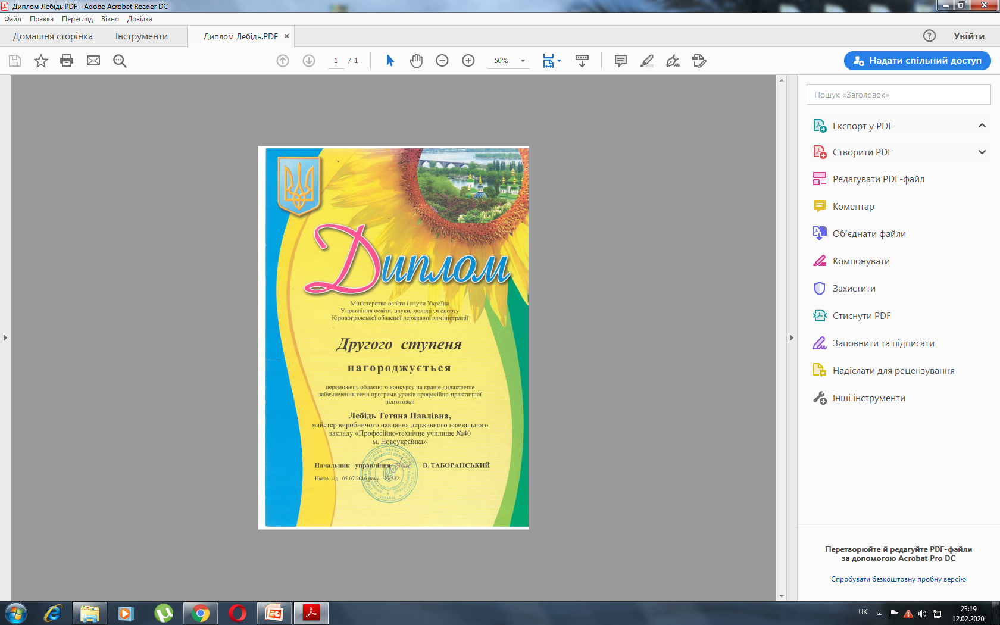 Диплом Лебідь.PDF - Adobe Acrobat Reader DC
Файл Правка Перегляд Вікно Довідка
Домашня сторінка Інструменти Диплом Лебідь.PDF × Увійти
1 / 1 50% Надати спільний доступ
Пошук «Заголовок»
Експорт у PDF
Створити PDF
Редагувати PDF-файл
Коментар
Об'єднати файли
Компонувати
Захистити
Стиснути PDF
Заповнити та підписати
Надіслати для рецензування
Інші інструменти
Перетворюйте й редагуйте PDF-файли
за допомогою Acrobat Pro DC
Спробувати безкоштовну пробну версію
Диплом
Міністерство освіти і науки України
Управління освіти, науки, молоді та спорту
Кіровоградської обласної державної адміністрації
Другого ступеня
нагороджується
переможець обласного конкурсу на краще дидактичне
забезпечення теми програми уроків професійно-практичної
підготовки
Лебідь Тетяна Павлівна,
майстер виробничого навчання державного навчального
закладу «Професійно-технічне училище №40
м. Новоукраїнка»
Начальник управління В. ТАБОРАНСЬКИЙ
Наказ від 05.07.2016 року № 532
УКРАЇНА
UK 23:19
12.02.2020